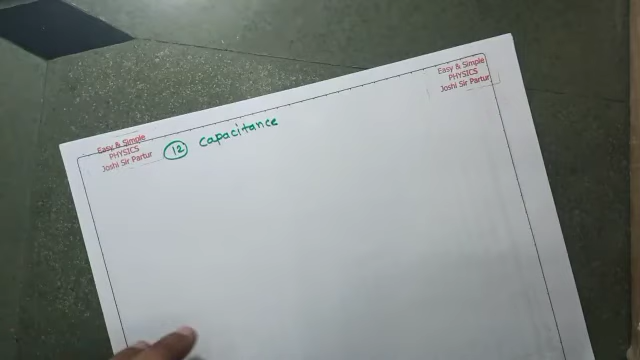 Easy & Simple
PHYSICS
Joshi Sir Partur
12 Capacitance
Easy & Simple
PHYSICS
Joshi Sir Partur